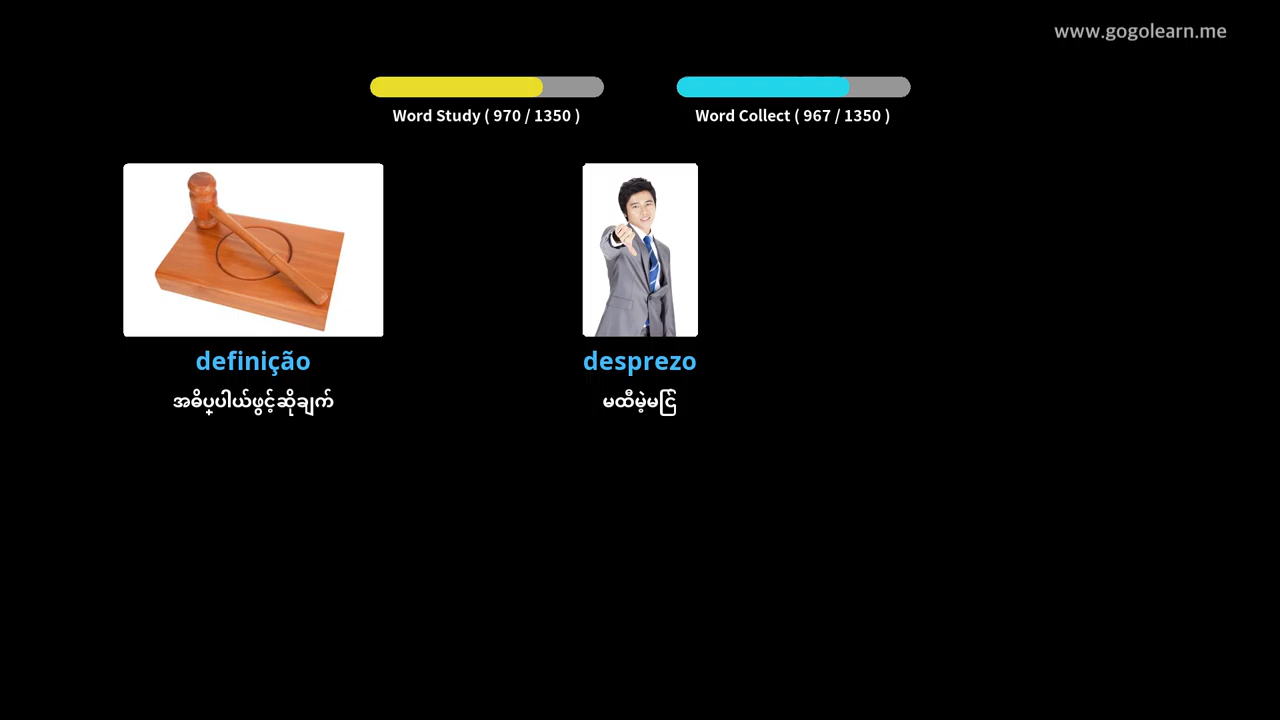 www.gogolearn.me
Word Study ( 970 / 1350 )
Word Collect ( 967 / 1350 )
definição
desprezo
အဓိပ္ပါယ်ဖွင့်ဆိုချက်
မထီမဲ့မြင်